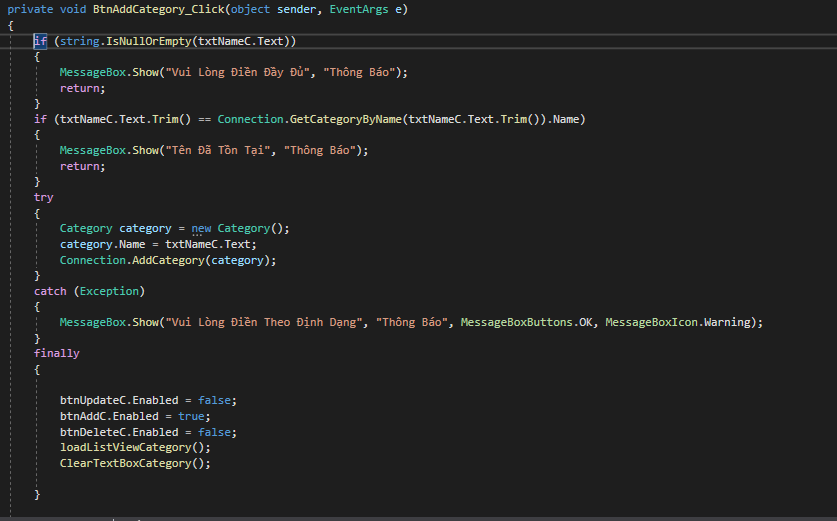 private void BtnAddCategory_Click(object sender, EventArgs e)
{
if (string.IsNullOrEmpty(txtNameC.Text))
{
MessageBox.Show("Vui Lòng Điền Đầy Đủ", "Thông Báo");
return;
}
if (txtNameC.Text.Trim() == Connection.GetCategoryByName(txtNameC.Text.Trim()).Name)
{
MessageBox.Show("Tên Đã Tồn Tại", "Thông Báo");
return;
}
try
{
Category category = new Category();
category.Name = txtNameC.Text;
Connection.AddCategory(category);
}
catch (Exception)
{
MessageBox.Show("Vui Lòng Điền Theo Định Dạng", "Thông Báo", MessageBoxButtons.OK, MessageBoxIcon.Warning);
}
finally
{
btnUpdateC.Enabled = false;
btnAddC.Enabled = true;
btnDeleteC.Enabled = false;
loadListViewCategory();
ClearTextBoxCategory();
}